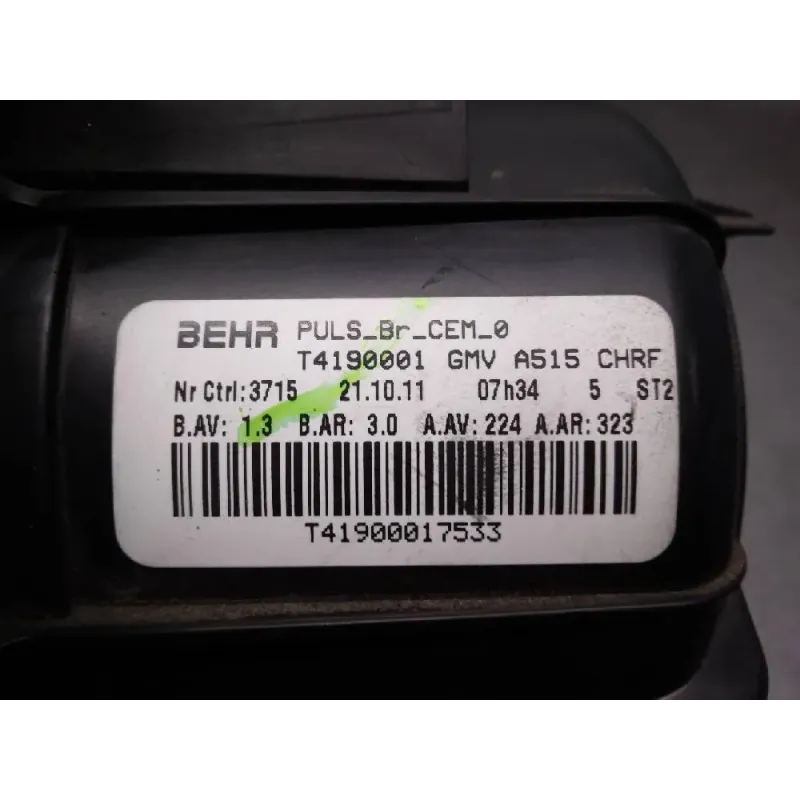 BEHR PULS_Br_CEM_0
T4190001 GMV A515 CHRF
Nr Ctrl:3715 21.10.11 07h34 5 ST2
B.AV: 1.3 B.AR: 3.0 A.AV: 224 A.AR: 323
T41900017533